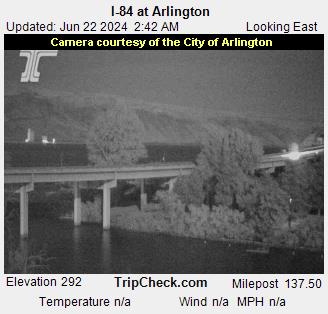 I-84 at Arlington
Updated: Jun 22 2024 2:42 AM Looking East
Camera courtesy of the City of Arlington
Elevation 292 TripCheck.com Milepost 137.50
Temperature n/a Wind n/a MPH n/a